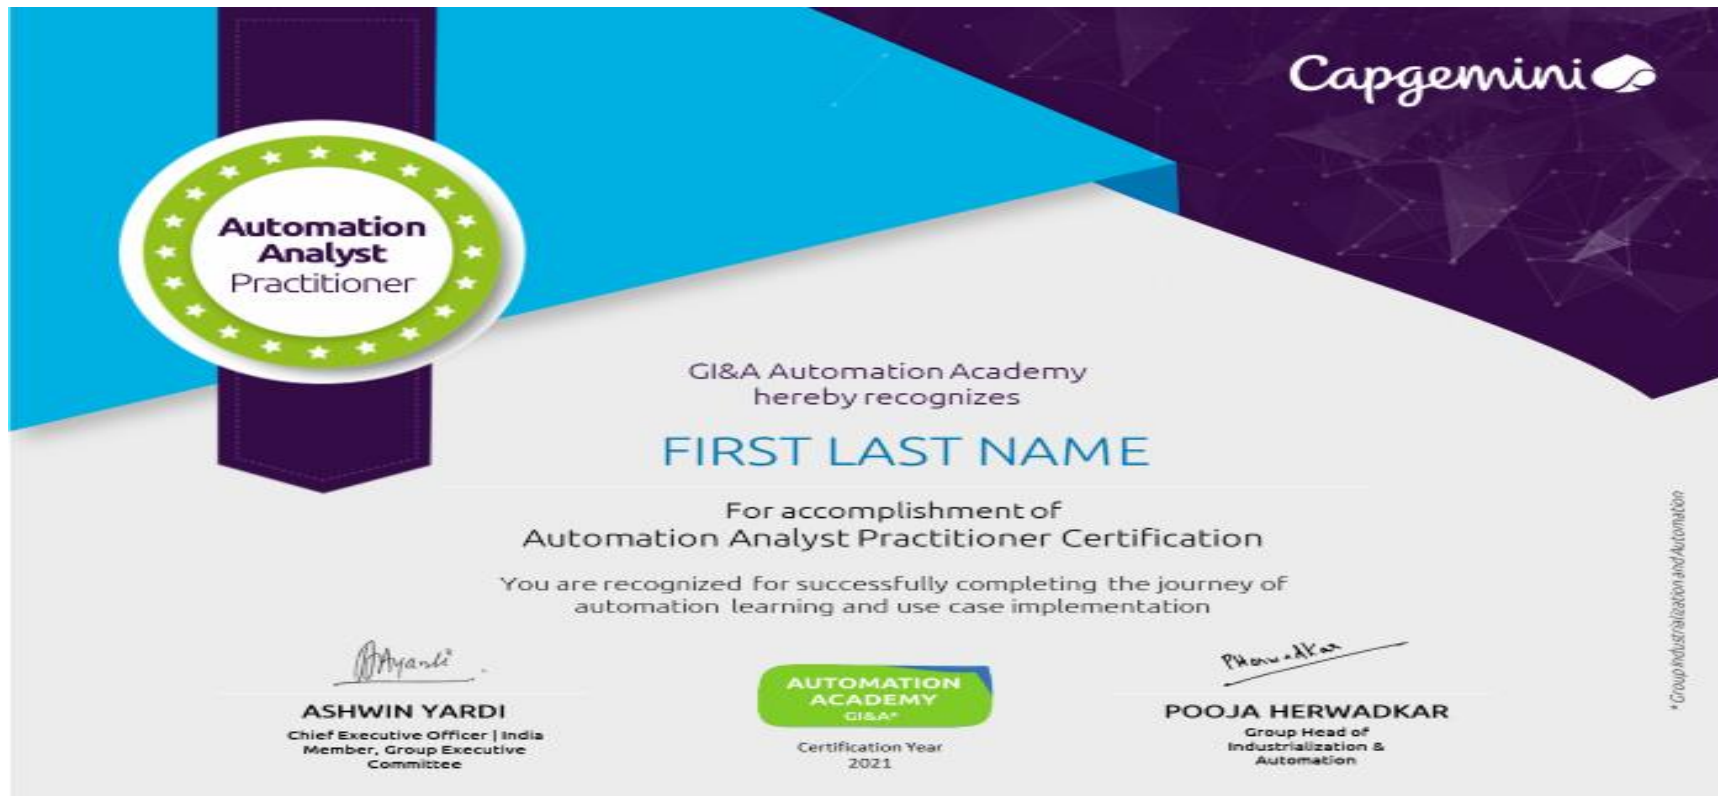 Capgemini
Automation
Analyst
Practitioner
GI&A Automation Academy
hereby recognizes
FIRST LAST NAME
For accomplishment of
Automation Analyst Practitioner Certification
You are recognized for successfully completing the journey of
automation learning and use case implementation
AYardi
ASHWIN YARDI
Chief Executive Officer | India
Member, Group Executive
Committee
AUTOMATION
ACADEMY
GI&A*
Certification Year
2021
PHerwadkar
POOJA HERWADKAR
Group Head of
Industrialization &
Automation
* Group Industrialization and Automation